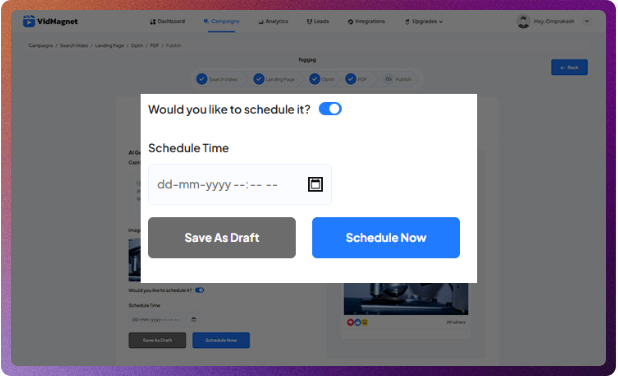 VidMagnet
Dashboard Campaigns Analytics Leads Integrations Upgrades Hey, Omprakash
Campaigns / Search Video / Landing Page / Optin / PDF / Publish
Back
Search Video Landing Page Optin PDF Publish
Would you like to schedule it?
Schedule Time
dd-mm-yyyy --:-- --
Save As Draft Schedule Now
AI Ge
Capti
Imag
Would you like to schedule it?
Schedule Time
dd-mm-yyyy --:-- --
Save As Draft Schedule Now